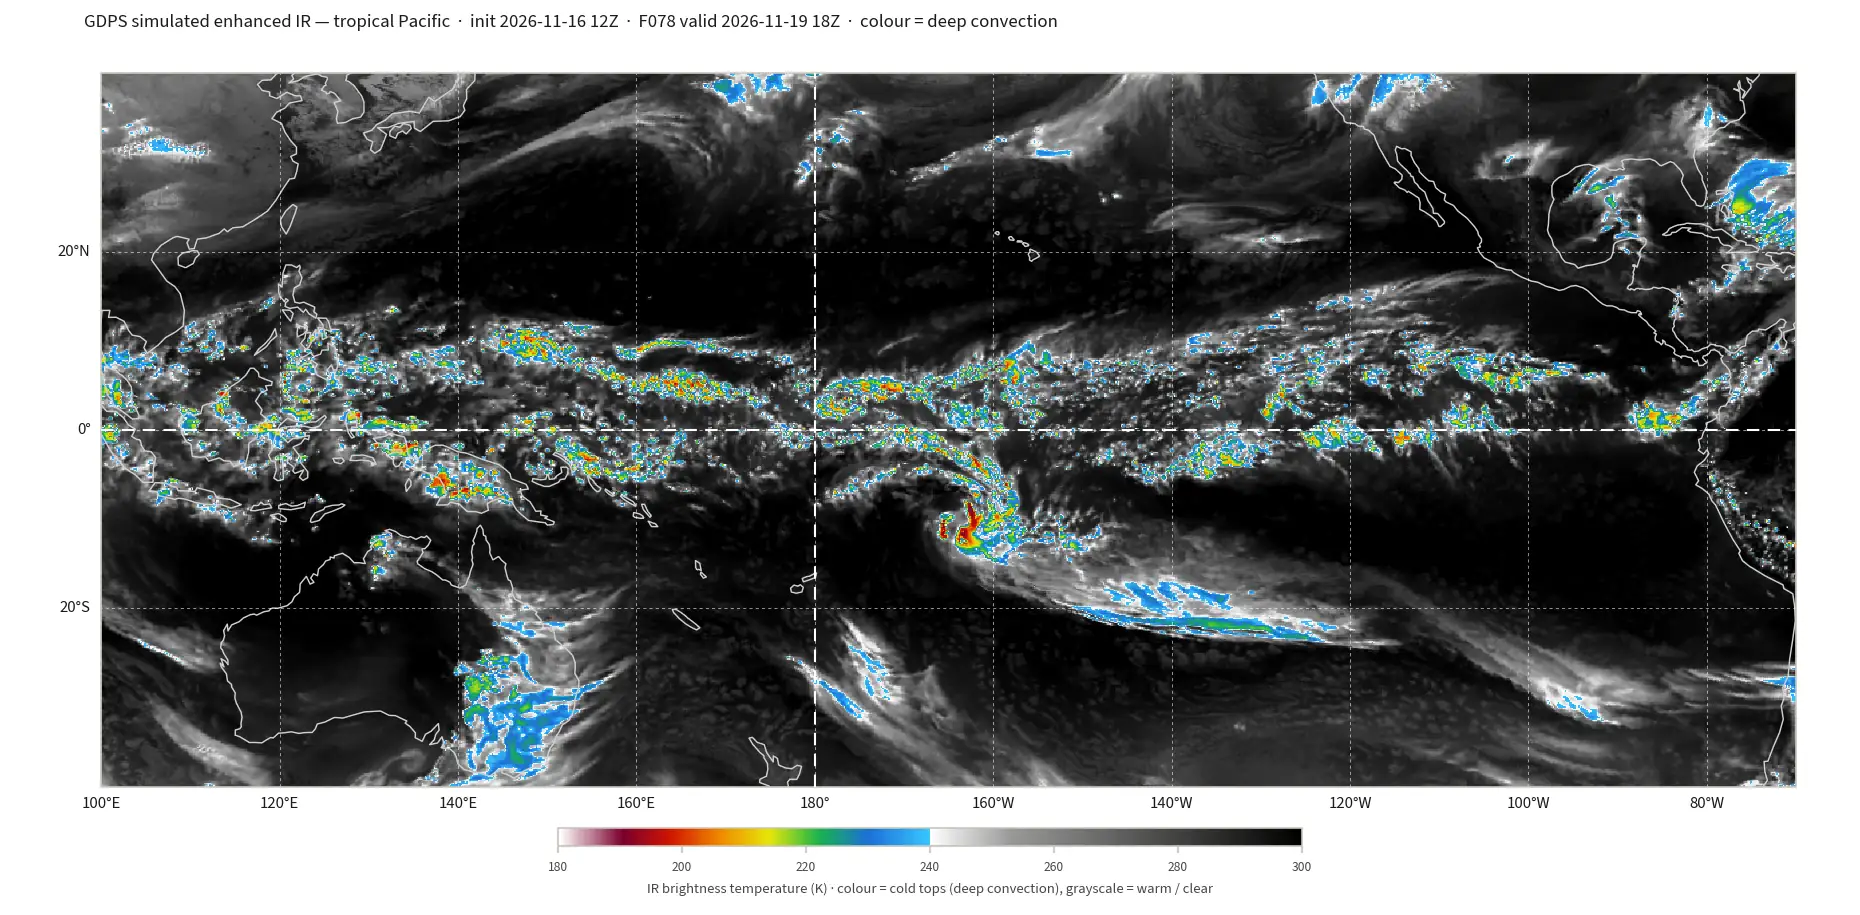 GDPS simulated enhanced IR — tropical Pacific · init 2026-11-16 12Z · F078 valid 2026-11-19 18Z · colour = deep convection
20°N
0°
20°S
100°E 120°E 140°E 160°E 180° 160°W 140°W 120°W 100°W 80°W
180 200 220 240 260 280 300
IR brightness temperature (K) · colour = cold tops (deep convection), grayscale = warm / clear